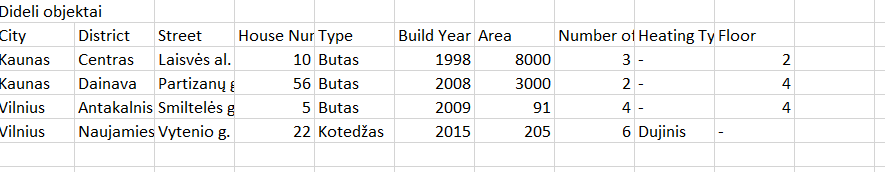 Dideli objektai
City District Street House Nur Type Build Year Area Number of Heating Ty Floor
Kaunas Centras Laisvės al. 10 Butas 1998 8000 3 - 2
Kaunas Dainava Partizanų g 56 Butas 2008 3000 2 - 4
Vilnius Antakalnis Smiltelės g 5 Butas 2009 91 4 - 4
Vilnius Naujamies Vytenio g. 22 Kotedžas 2015 205 6 Dujinis -